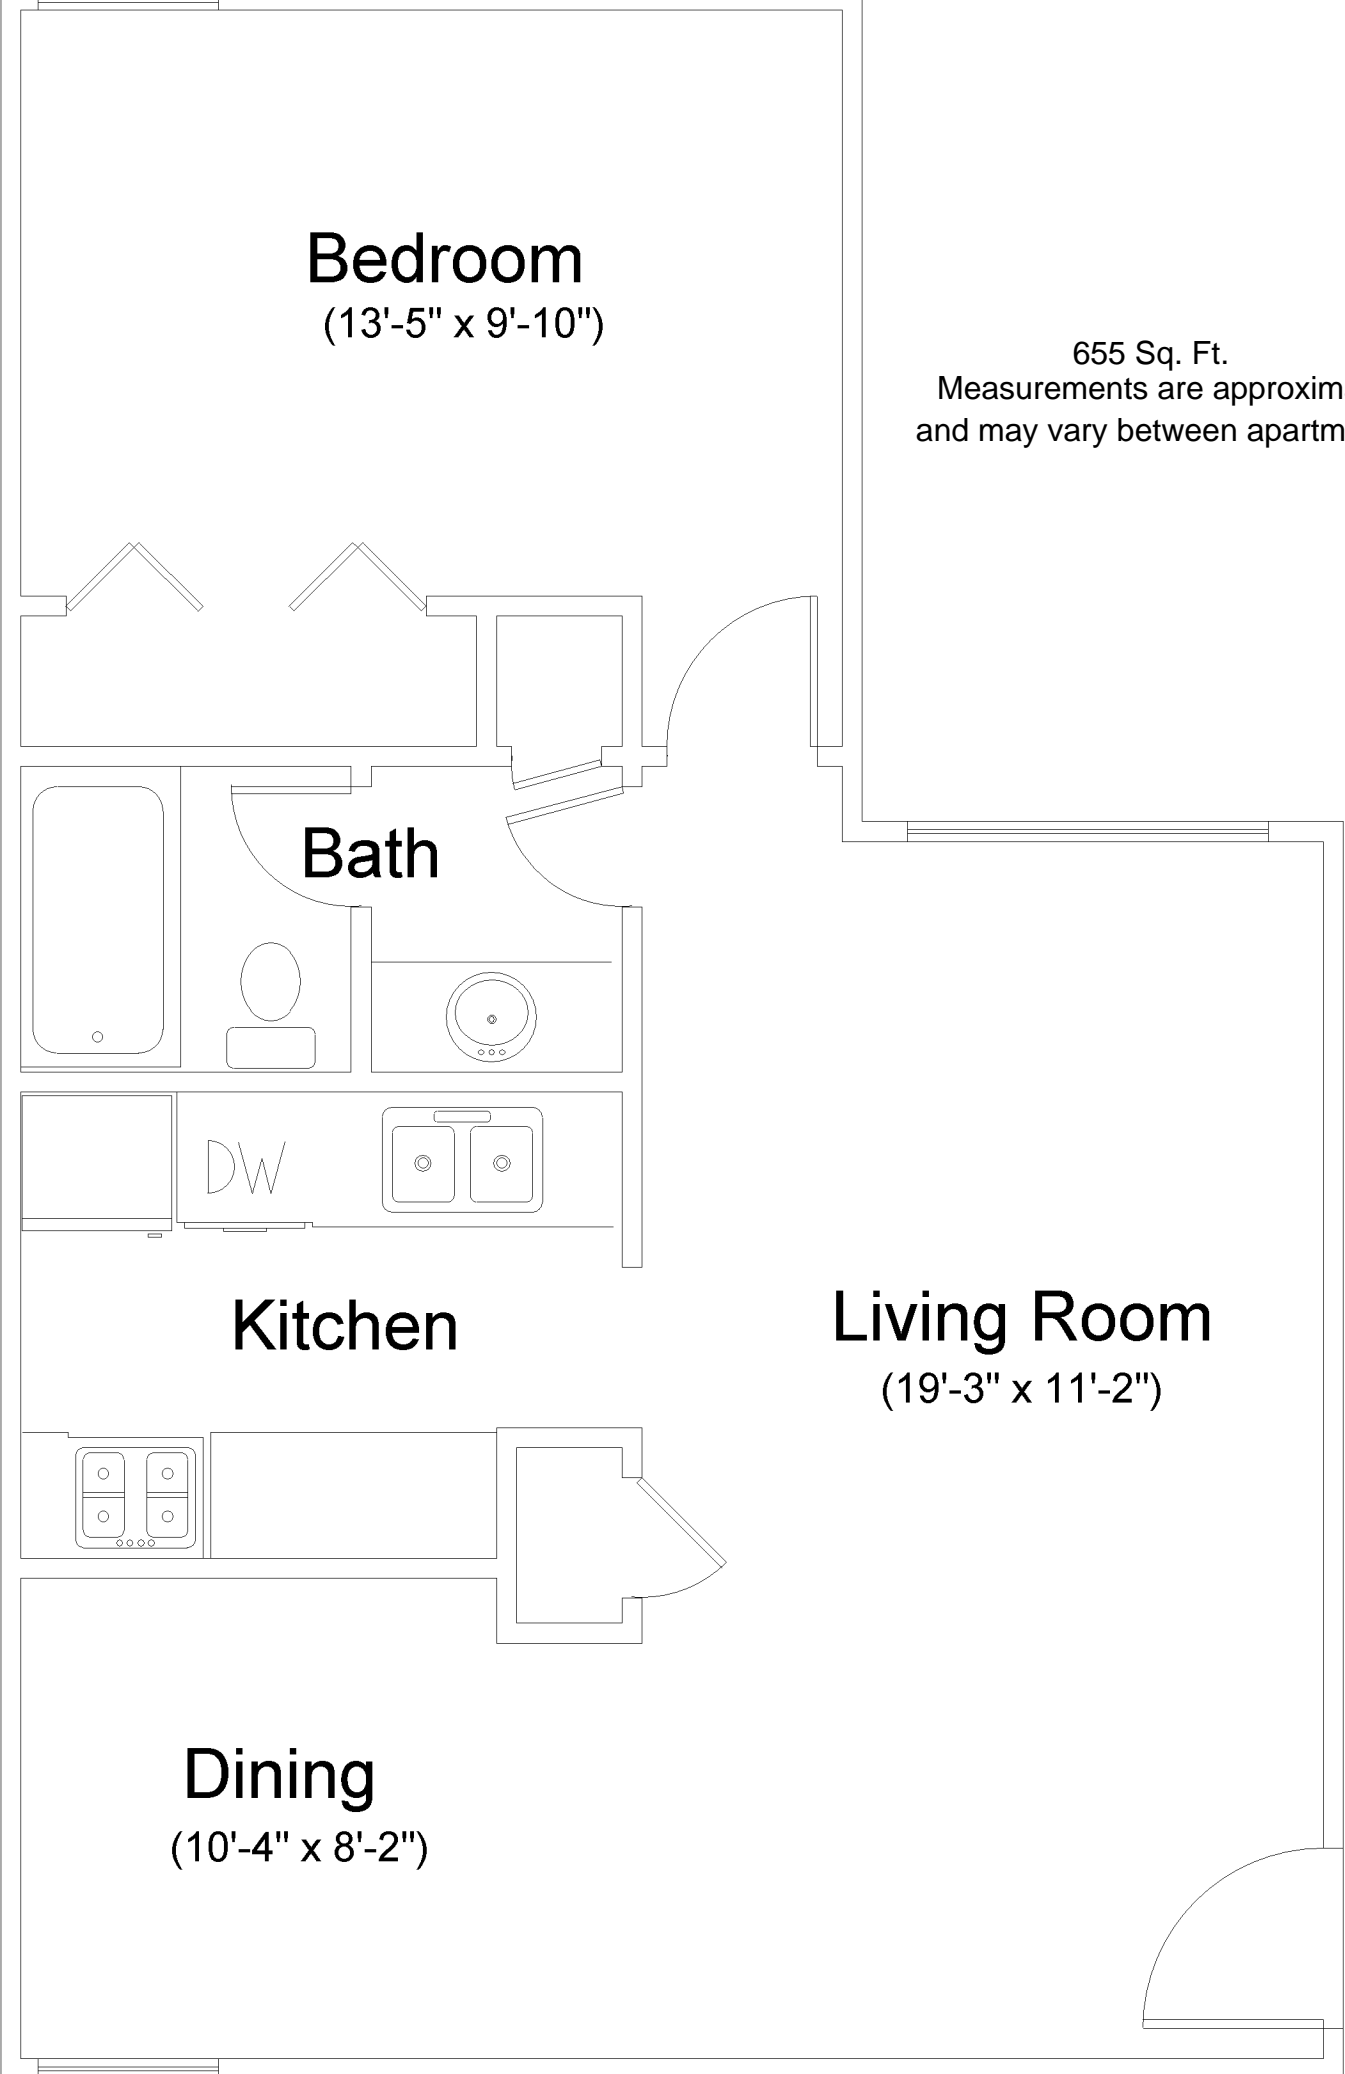 Bedroom
(13'-5" x 9'-10")
655 Sq. Ft.
Measurements are approxim
and may vary between apartm
Bath
DW
Kitchen
Living Room
(19'-3" x 11'-2")
Dining
(10'-4" x 8'-2")